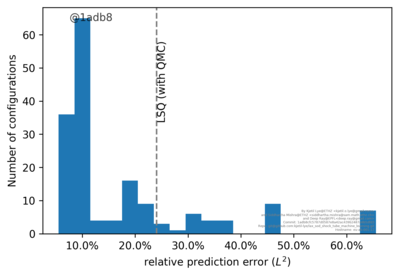 @1adb8
LSQ (with QMC)
Number of configurations
60
50
40
30
20
10
0
10.0% 20.0% 30.0% 40.0% 50.0% 60.0%
relative prediction error (L²)